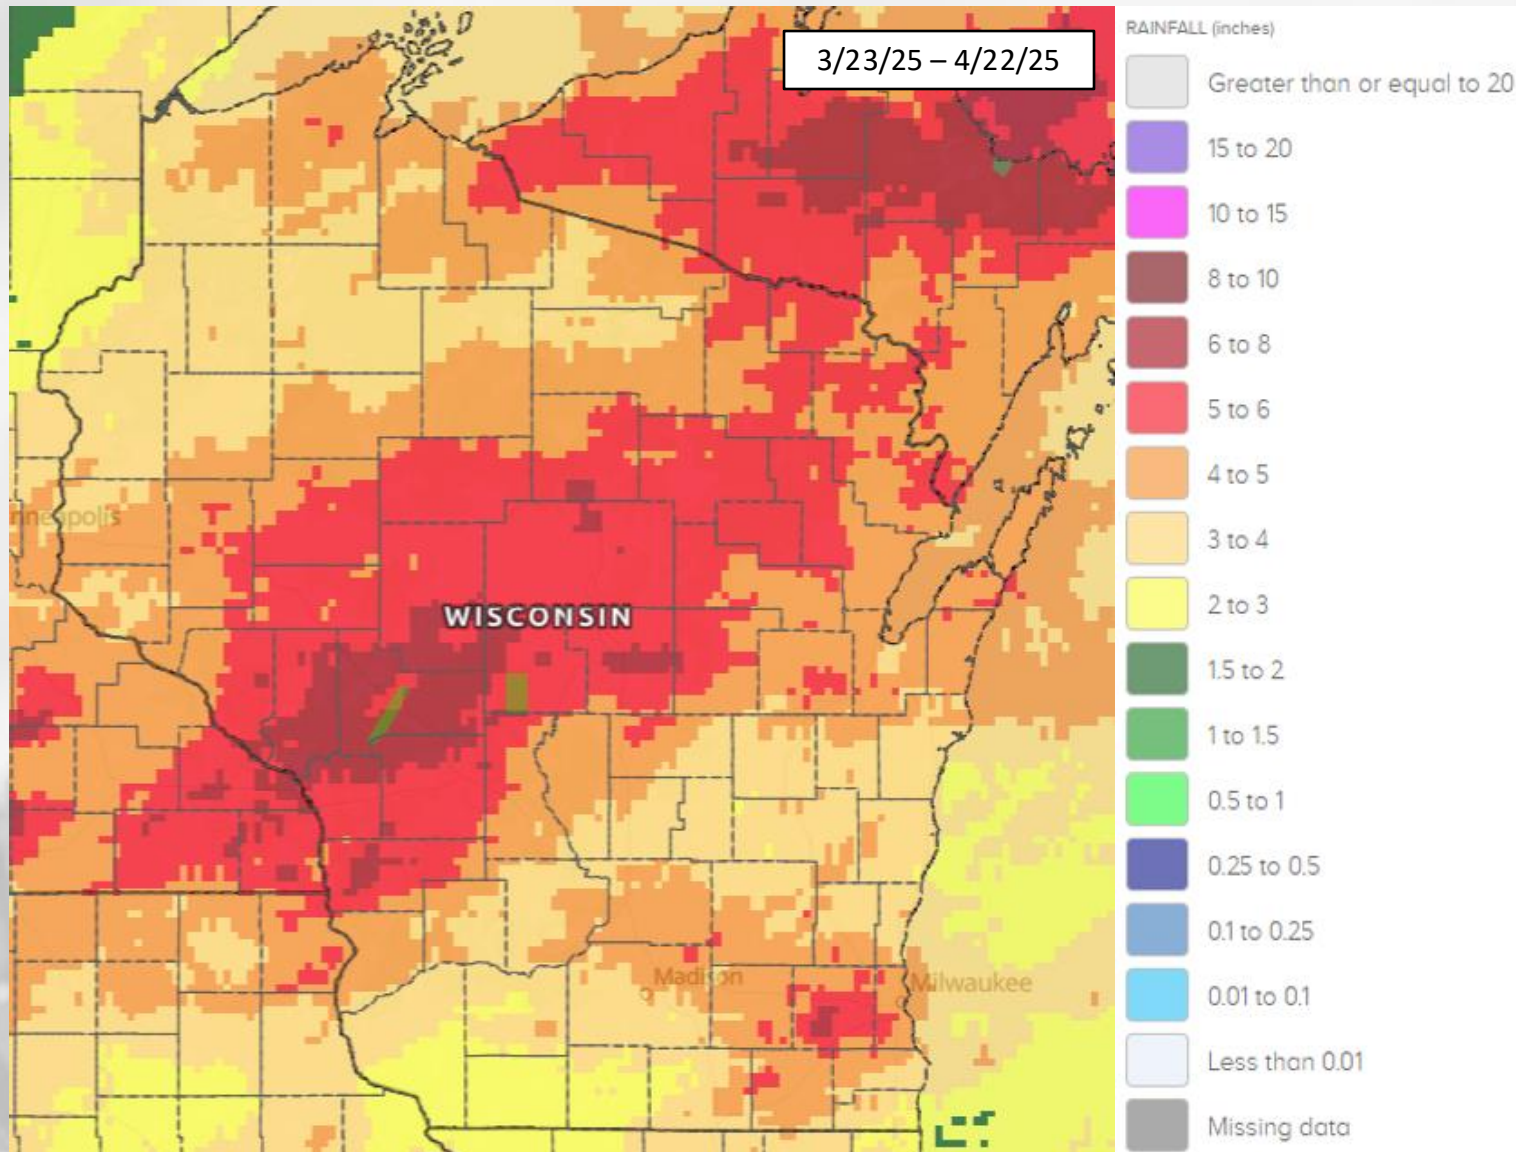 3/23/25 – 4/22/25
RAINFALL (inches)
Greater than or equal to 20
15 to 20
10 to 15
8 to 10
6 to 8
5 to 6
4 to 5
3 to 4
2 to 3
1.5 to 2
1 to 1.5
0.5 to 1
0.25 to 0.5
0.1 to 0.25
0.01 to 0.1
Less than 0.01
Missing data
nneapolis
WISCONSIN
Madison
Milwaukee